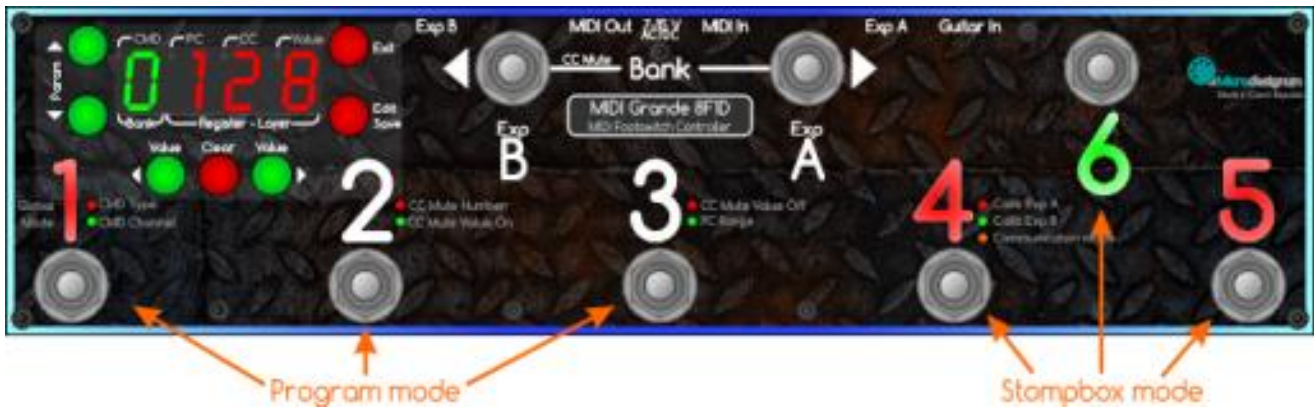 CMD PC CC Value
Param
0128
Exit
Edit
Save
Bank
Register - Layer
Value Clear Value
Exp B
MIDI Out
7-15 V
AC/DC
MIDI In
Exp A
Guitar In
CC Mute
Bank
MIDI Grande 8F1D
MIDI Footswitch Controller
Exp
B
Exp
A
Microdesignum
1
CMD Type
CMD Channel
2
CC Mute Number
CC Mute Value On
3
CC Mute Value Off
PC Range
4
Calib Exp A
Calib Exp B
6
5
Program mode
Stompbox mode